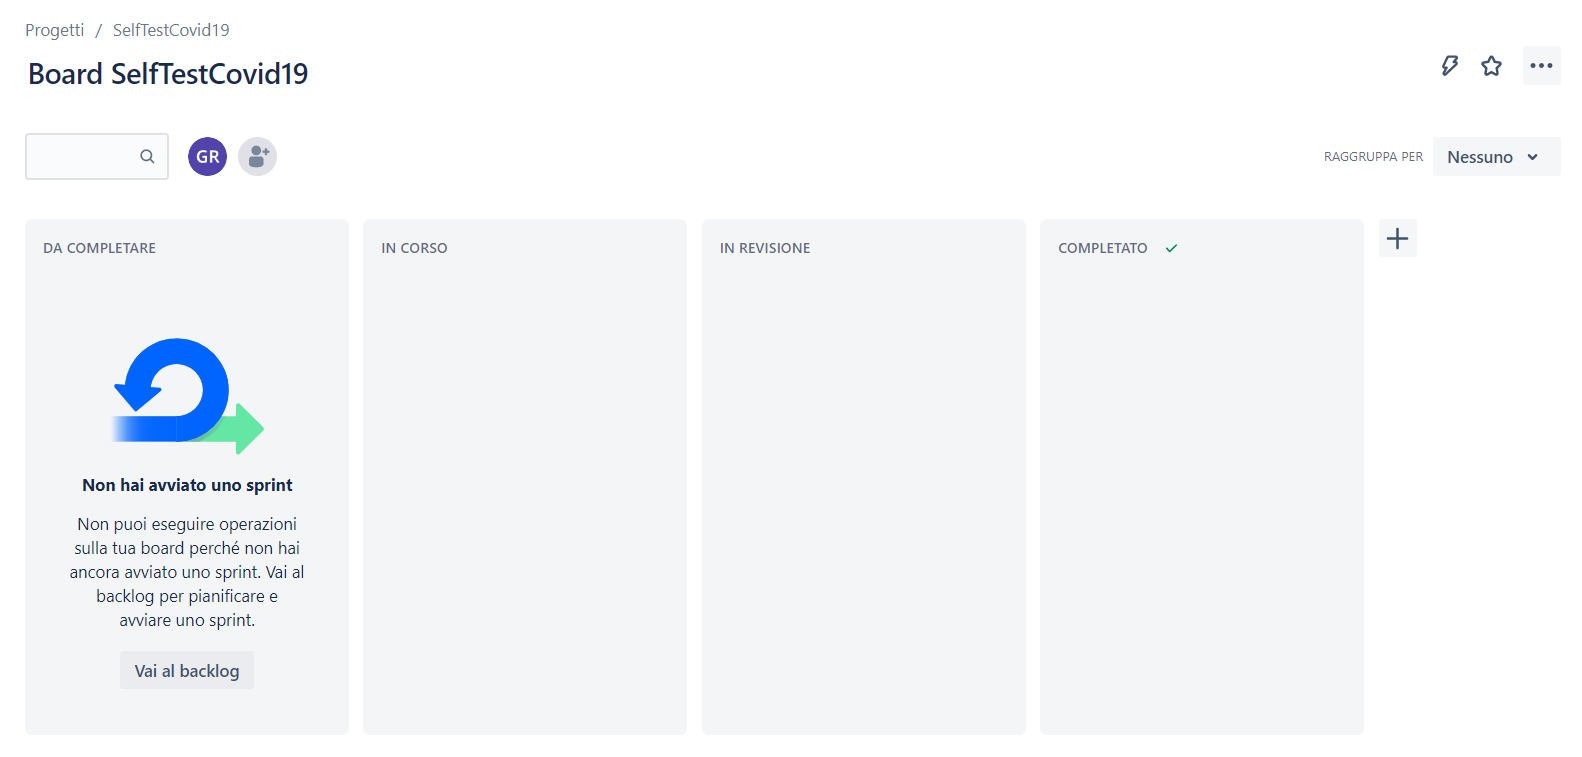 Progetti / SelfTestCovid19
Board SelfTestCovid19
GR
RAGGRUPPA PER Nessuno
DA COMPLETARE
IN CORSO
IN REVISIONE
COMPLETATO
Non hai avviato uno sprint
Non puoi eseguire operazioni
sulla tua board perché non hai
ancora avviato uno sprint. Vai al
backlog per pianificare e
avviare uno sprint.
Vai al backlog